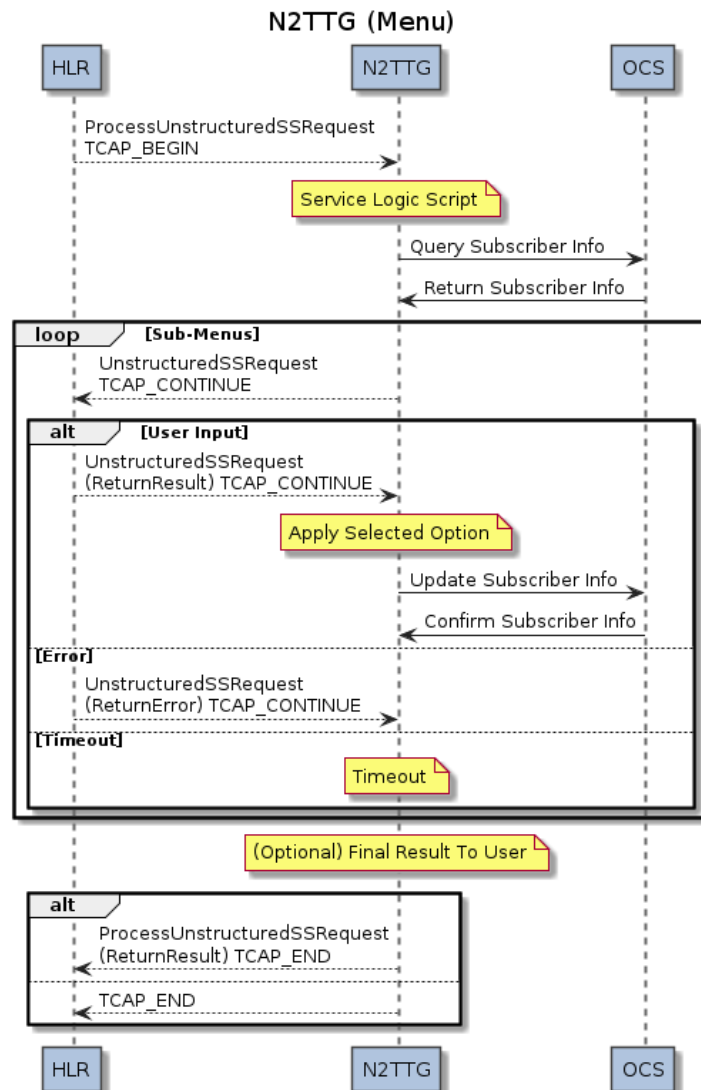 N2TTG (Menu)
HLR
N2TTG
OCS
ProcessUnstructuredSSRequest
TCAP_BEGIN
Service Logic Script
Query Subscriber Info
Return Subscriber Info
loop [Sub-Menus]
UnstructuredSSRequest
TCAP_CONTINUE
alt [User Input]
UnstructuredSSRequest
(ReturnResult) TCAP_CONTINUE
Apply Selected Option
Update Subscriber Info
Confirm Subscriber Info
[Error]
UnstructuredSSRequest
(ReturnError) TCAP_CONTINUE
[Timeout]
Timeout
(Optional) Final Result To User
alt
ProcessUnstructuredSSRequest
(ReturnResult) TCAP_END
TCAP_END
HLR
N2TTG
OCS